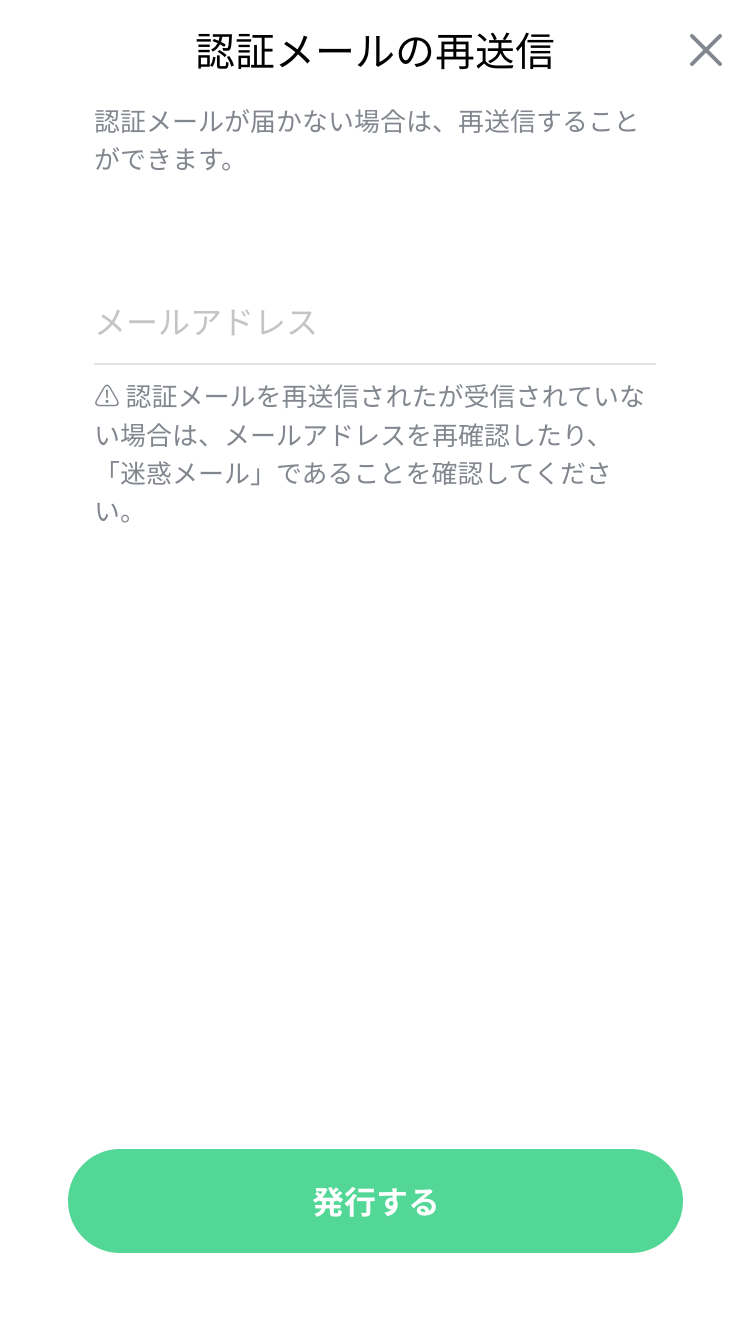 認証メールの再送信
認証メールが届かない場合は、再送信すること
ができます。
メールアドレス
⚠ 認証メールを再送信されたが受信されていな
い場合は、メールアドレスを再確認したり、
「迷惑メール」であることを確認してくださ
い。
発行する